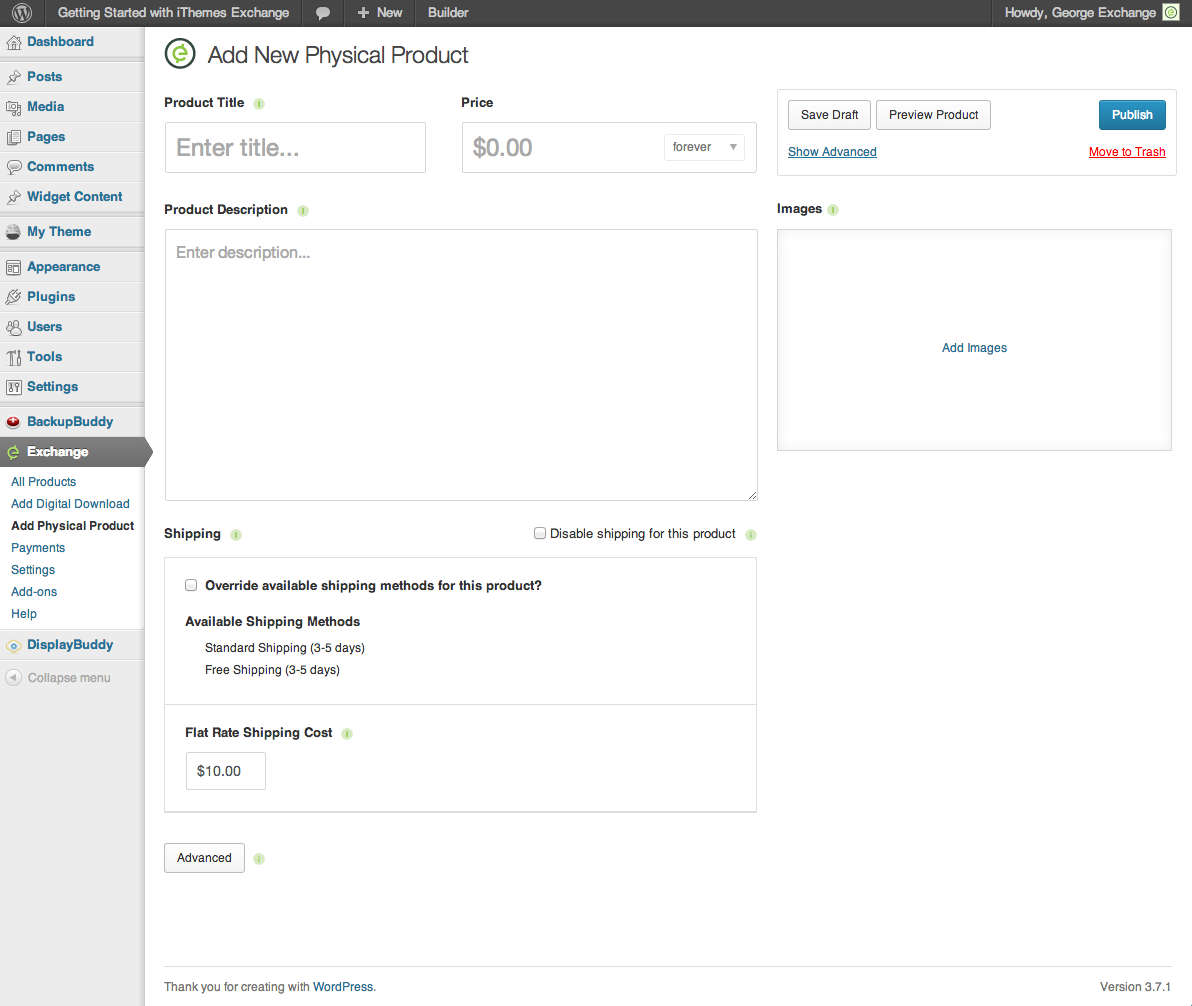 Getting Started with iThemes Exchange
+ New
Builder
Howdy, George Exchange
Dashboard
Posts
Media
Pages
Comments
Widget Content
My Theme
Appearance
Plugins
Users
Tools
Settings
BackupBuddy
Exchange
All Products
Add Digital Download
Add Physical Product
Payments
Settings
Add-ons
Help
DisplayBuddy
Collapse menu
Add New Physical Product
Product Title i
Enter title...
Price
$0.00
forever
Save Draft
Preview Product
Publish
Show Advanced
Move to Trash
Product Description i
Enter description...
Images i
Add Images
Shipping i
Disable shipping for this product i
Override available shipping methods for this product?
Available Shipping Methods
Standard Shipping (3-5 days)
Free Shipping (3-5 days)
Flat Rate Shipping Cost i
$10.00
Advanced i
Thank you for creating with WordPress.
Version 3.7.1